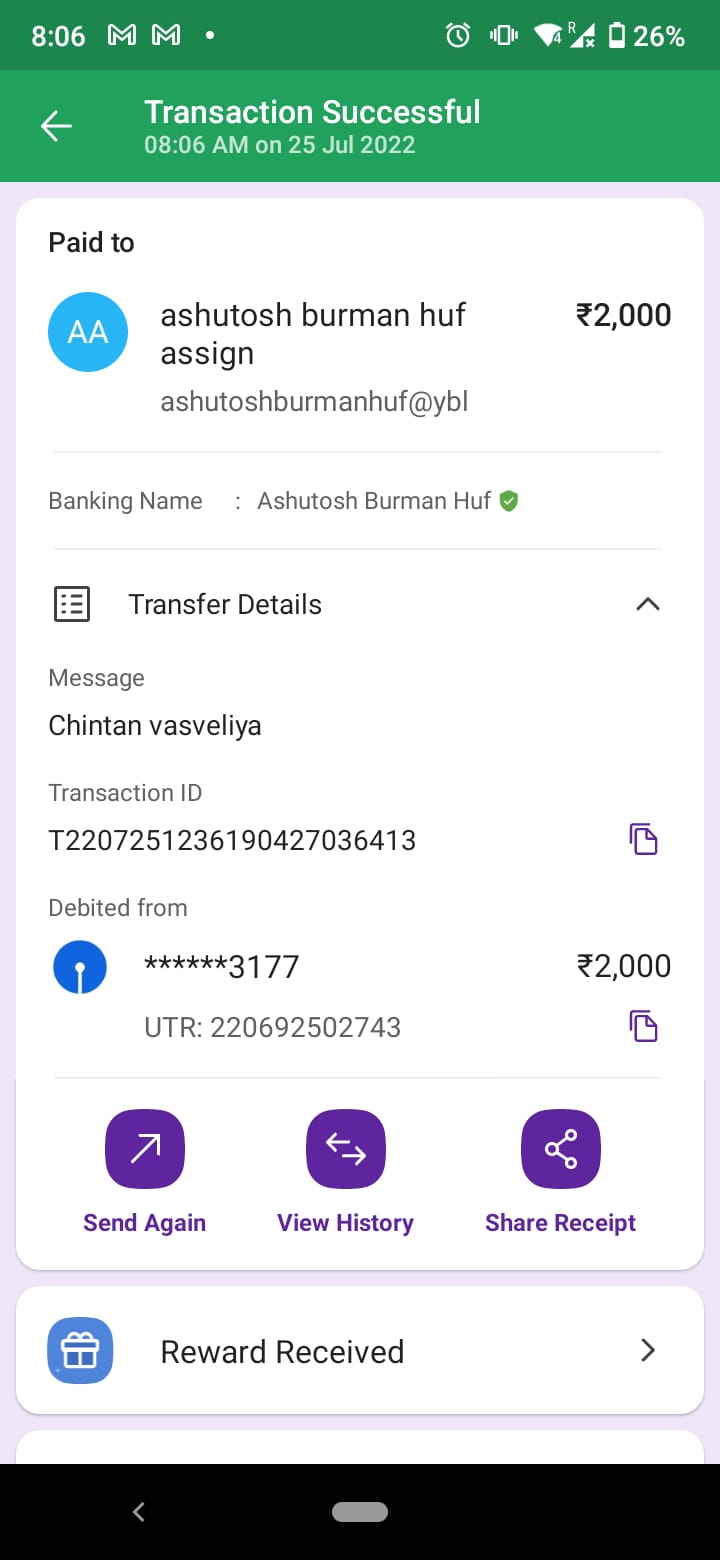 8:06 4 R 26%
Transaction Successful
08:06 AM on 25 Jul 2022
Paid to
AA ashutosh burman huf ₹2,000
assign
ashutoshburmanhuf@ybl
Banking Name : Ashutosh Burman Huf
Transfer Details
Message
Chintan vasveliya
Transaction ID
T2207251236190427036413
Debited from
******3177 ₹2,000
UTR: 220692502743
Send Again View History Share Receipt
Reward Received